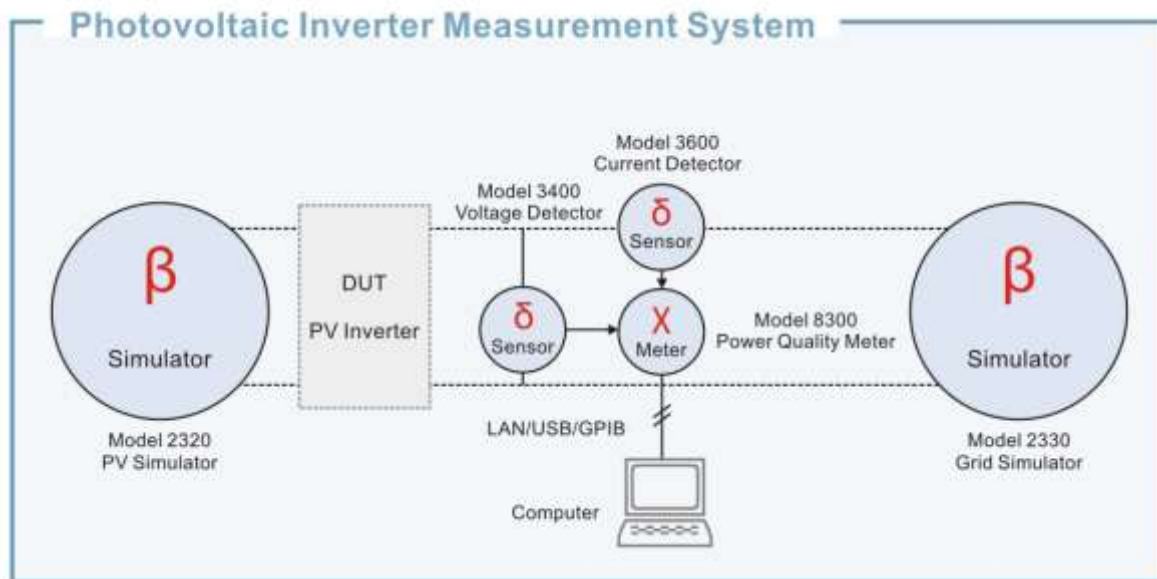 Photovoltaic Inverter Measurement System
Model 3600
Current Detector
Model 3400
Voltage Detector
δ
Sensor
β
Simulator
DUT
PV Inverter
δ
Sensor
χ
Meter
Model 8300
Power Quality Meter
β
Simulator
LAN/USB/GPIB
Model 2320
PV Simulator
Model 2330
Grid Simulator
Computer